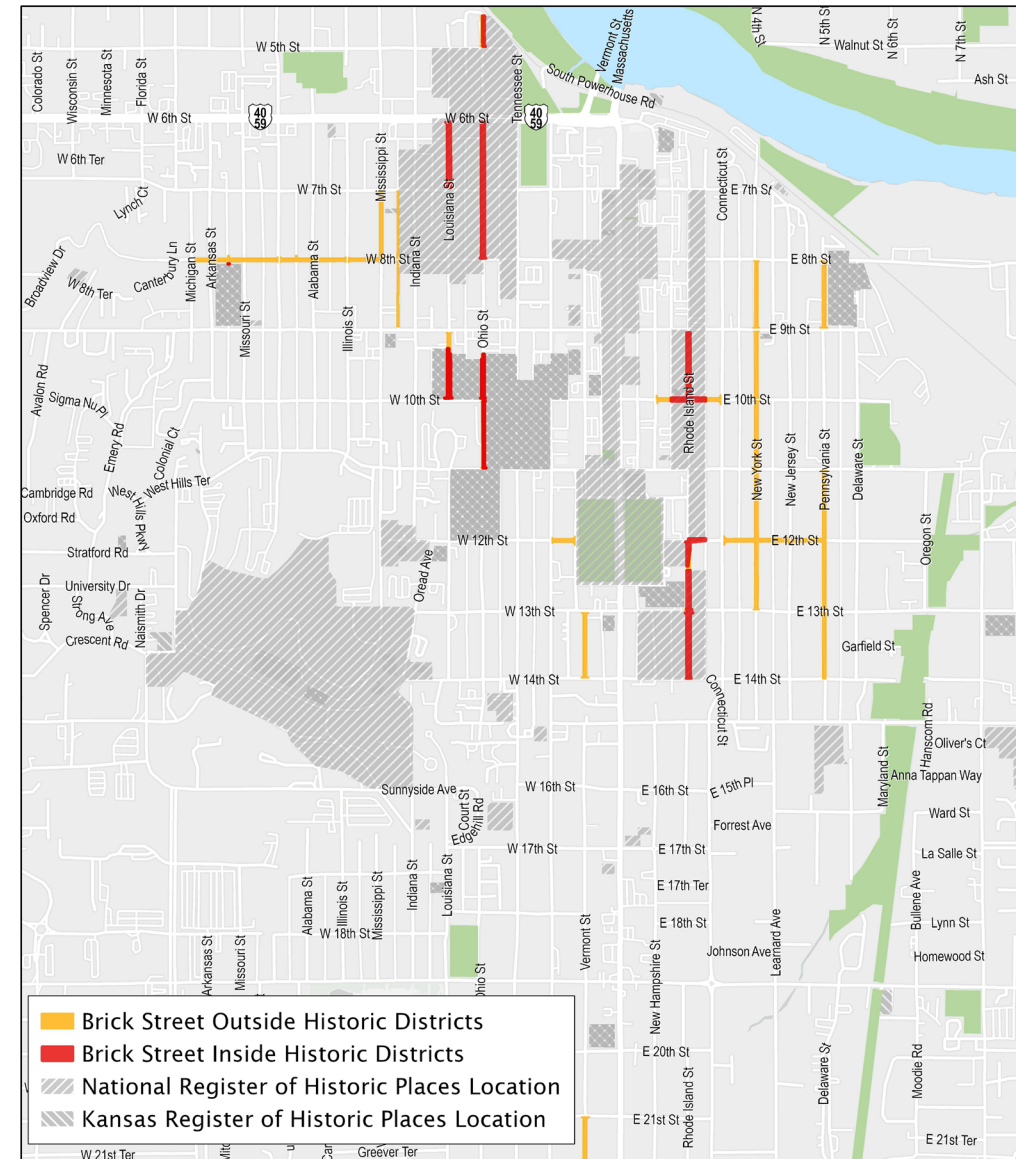 Colorado St
Wisconsin St
Minnesota St
Florida St
W 5th St
Tennessee St
Vermont St
Massachusetts
South Powerhouse Rd
N 4th St
N 5th St
Walnut St
N 6th St
N 7th St
Ash St
W 6th St
40
59
W 6th St
40
59
W 6th Ter
Lynch Ct
W 7th St
Mississippi St
Louisiana St
Indiana St
Connecticut St
E 7th St
Broadview Dr
W 8th Ter
Canterbury Ln
Michigan St
Arkansas St
Alabama St
W 8th St
E 8th St
Missouri St
Illinois St
Ohio St
E 9th St
Avalon Rd
Sigma Nu Pl
Emery Rd
Colonial Ct
W 10th St
Rhode Island St
E 10th St
New York St
New Jersey St
Pennsylvania St
Delaware St
Cambridge Rd
West Hills Ter
West Hills Pkwy
Oxford Rd
Stratford Rd
W 12th St
E 12th St
Oregon St
Oread Ave
Spencer Dr
University Dr
Strong Ave
Naismith Dr
Crescent Rd
W 13th St
E 13th St
Garfield St
W 14th St
E 14th St
Connecticut St
Hanscom Rd
Oliver's Ct
Maryland St
Anna Tappan Way
Sunnyside Ave
W 16th St
E 16th St
E 15th Pl
Court St
Edgehill Rd
Forrest Ave
Ward St
W 17th St
E 17th St
La Salle St
Alabama St
Illinois St
Mississippi St
Indiana St
Louisiana St
E 17th Ter
Bullene Ave
E 18th St
Lynn St
W 18th St
Vermont St
Learnard Ave
Johnson Ave
Homewood St
Arkansas St
Missouri St
Ohio St
New Hampshire St
Brick Street Outside Historic Districts
Brick Street Inside Historic Districts
National Register of Historic Places Location
Kansas Register of Historic Places Location
E 20th St
Rhode Island St
Delaware St
Moodie Rd
E 21st St
E 21st Ter
W 21st Ter
Greever Ter